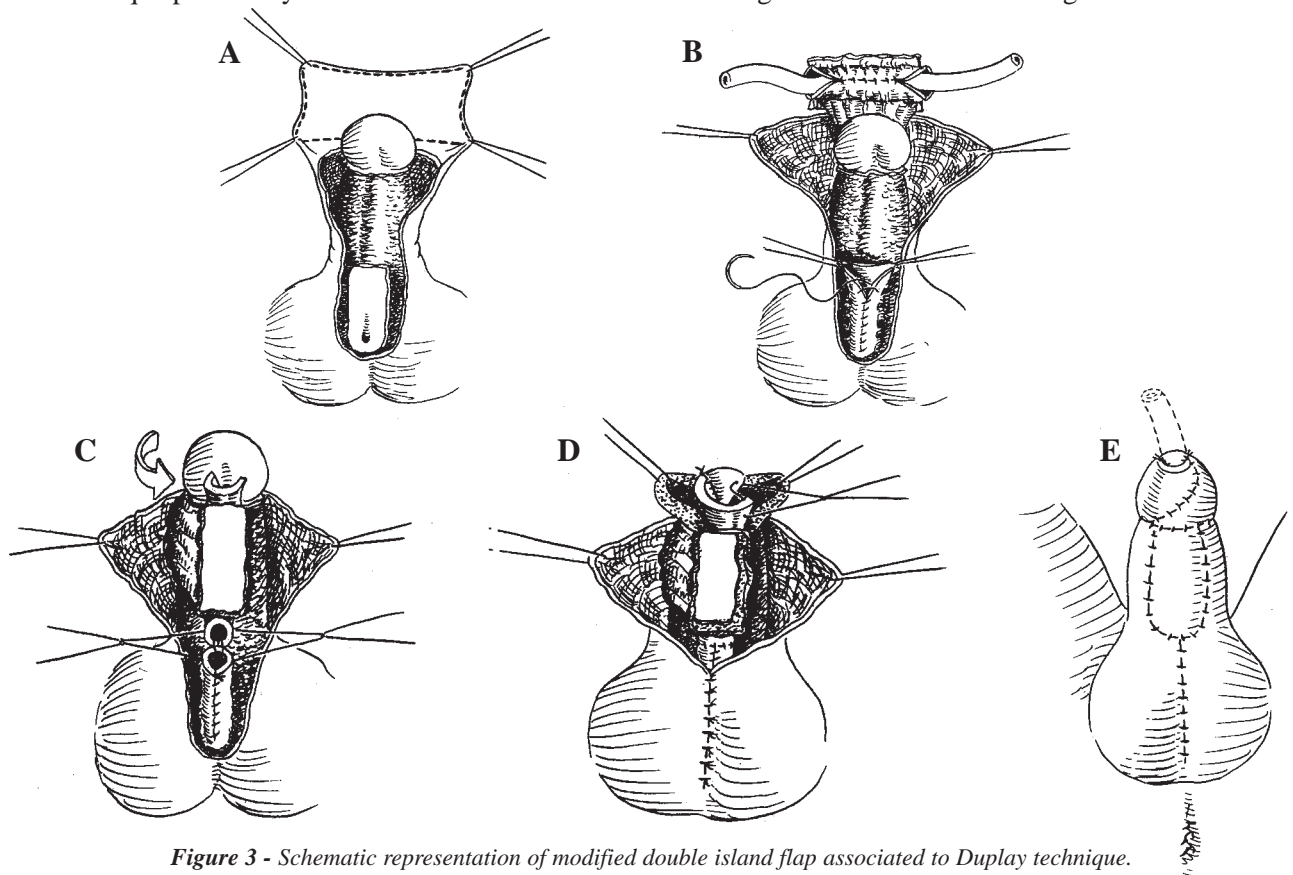 A
B
C
D
E
Figure 3 - Schematic representation of modified double island flap associated to Duplay technique.